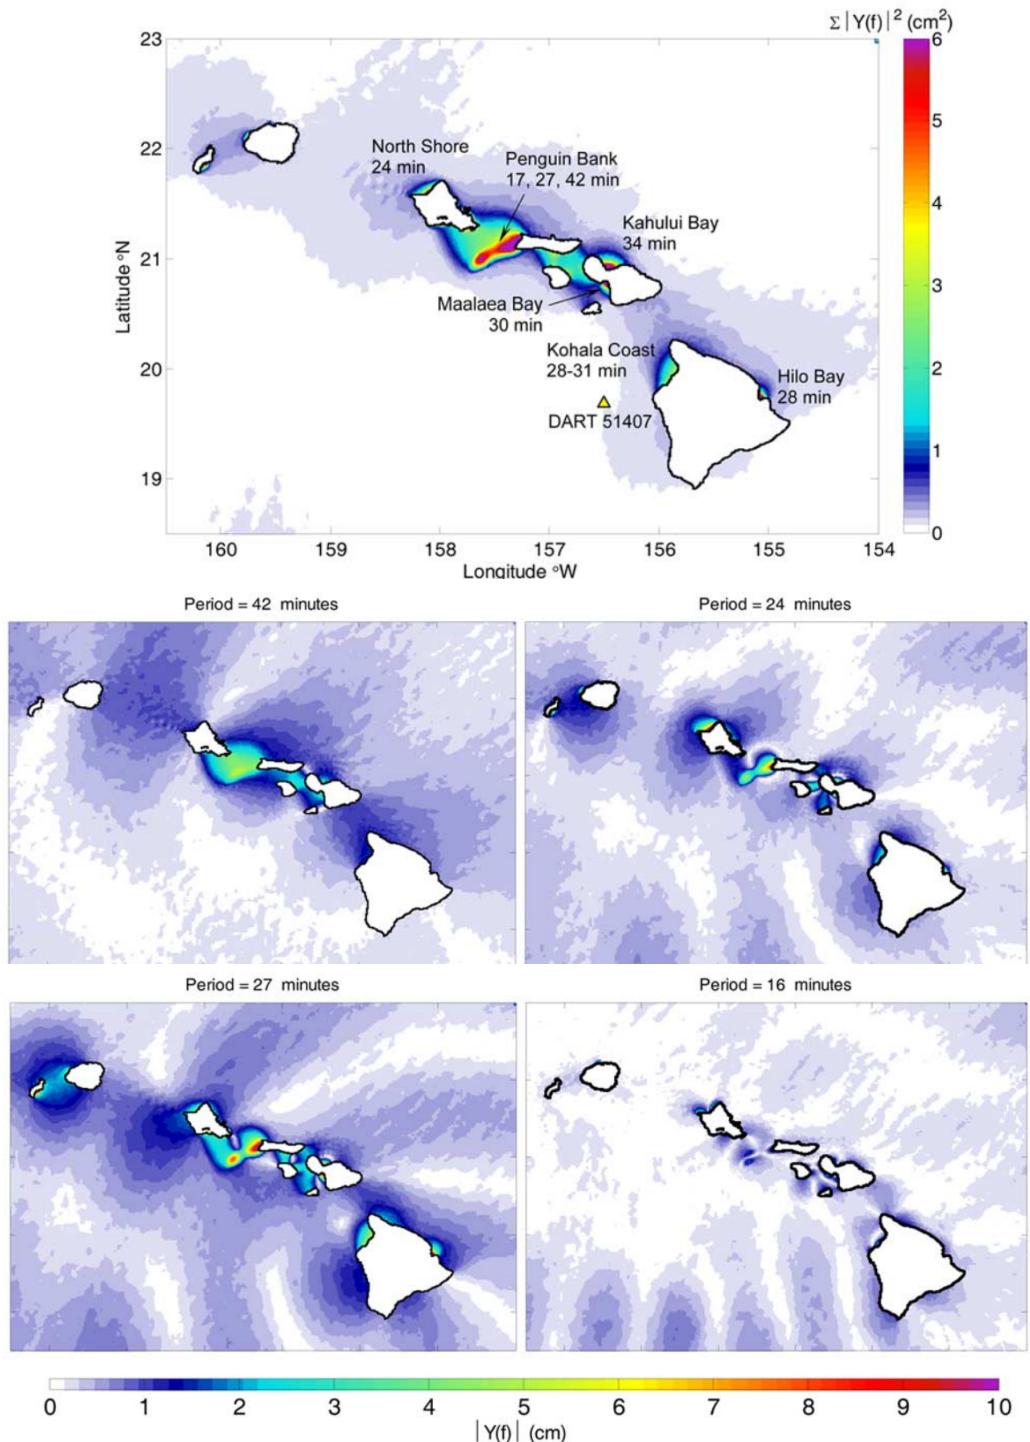 Σ |Y(f)|² (cm²)
23
22
21
20
19
Latitude °N
North Shore
24 min
Penguin Bank
17, 27, 42 min
Kahului Bay
34 min
Maalaea Bay
30 min
Kohala Coast
28-31 min
Hilo Bay
28 min
DART 51407
6
5
4
3
2
1
0
160 159 158 157 156 155 154
Longitude °W
Period = 42 minutes
Period = 24 minutes
Period = 27 minutes
Period = 16 minutes
0 1 2 3 4 5 6 7 8 9 10
|Y(f)| (cm)